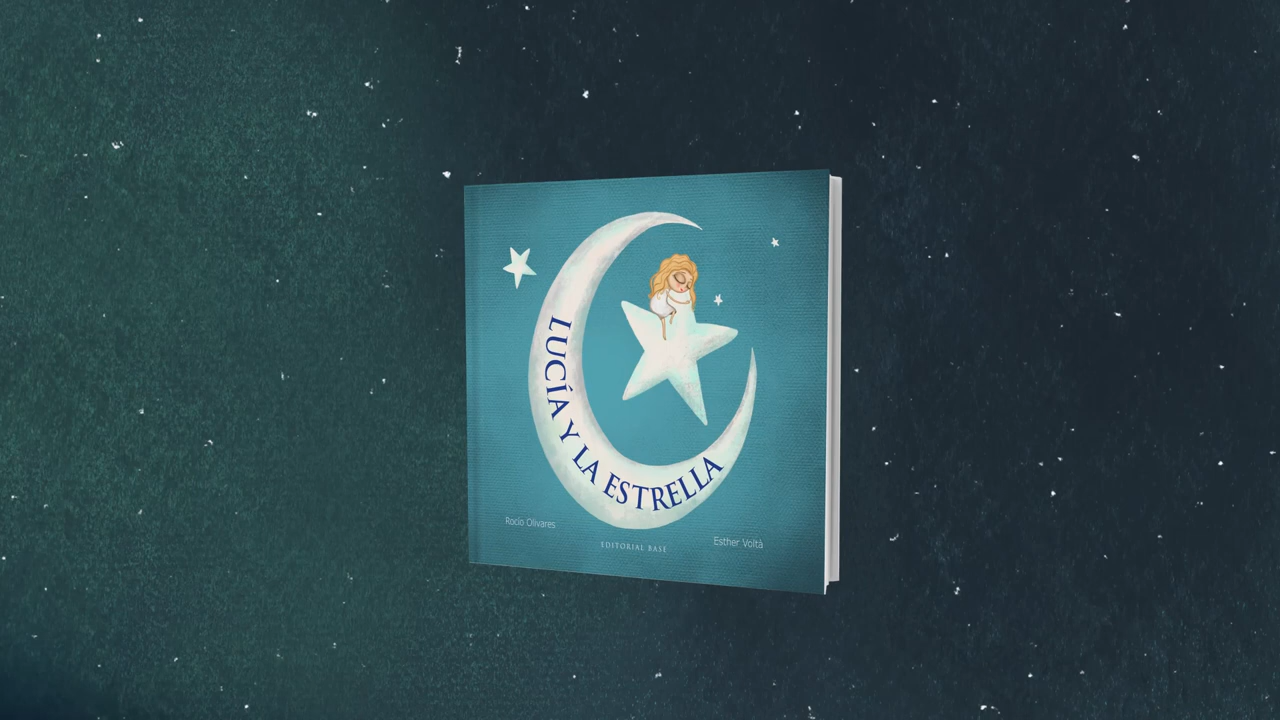 LUCÍA Y LA ESTRELLA
Rocío Olivares
Esther Voltà
EDITORIAL BASE